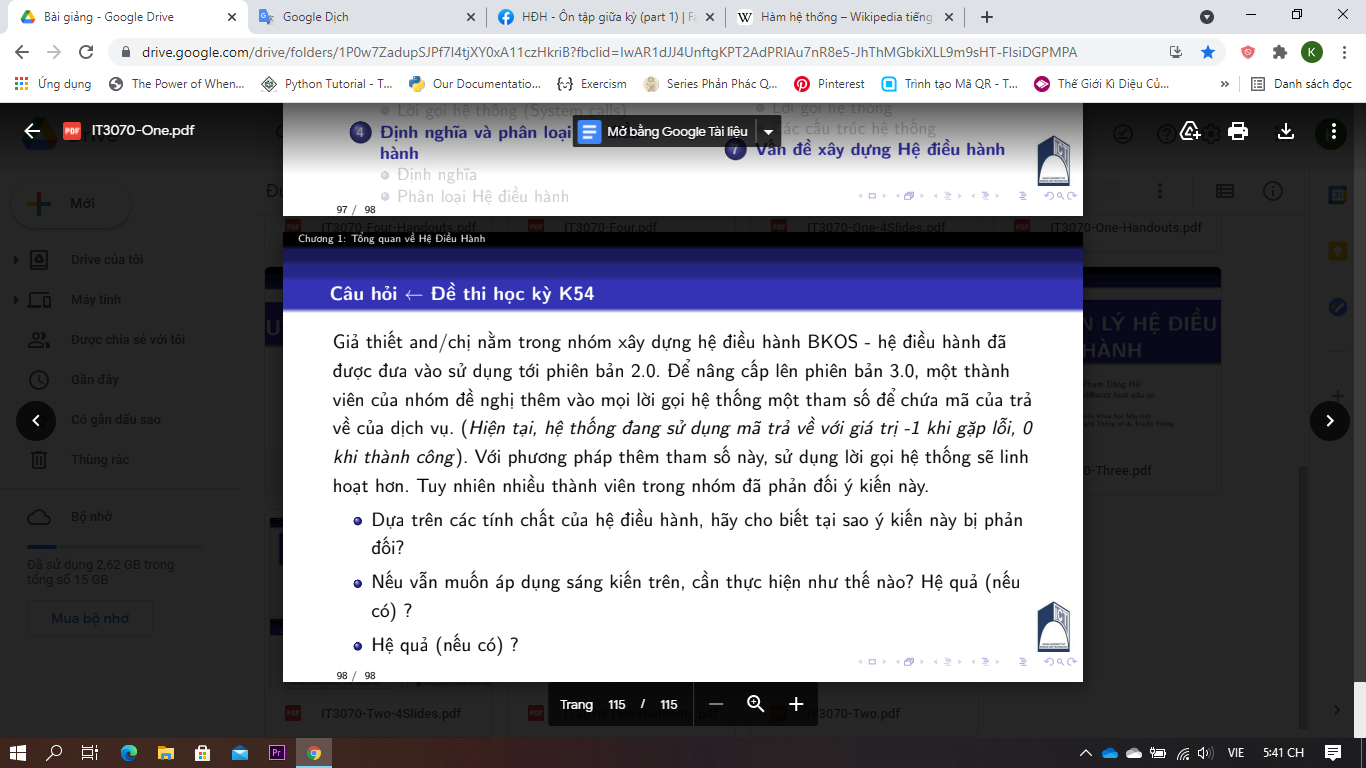 Bài giảng - Google Drive
Google Dịch
HĐH - Ôn tập giữa kỳ (part 1) | Fa
Hàm hệ thống – Wikipedia tiếng
drive.google.com/drive/folders/1P0w7ZadupSJPf7I4tjXY0xA11czHkriB?fbclid=IwAR1dJJ4UnftgKPT2AdPRIAu7nR8e5-JhThMGbkiXLL9m9sHT-FIsiDGPMPA
K
Ứng dụng
The Power of When...
Python Tutorial - T...
Our Documentatio...
Exercism
Series Phản Phác Q...
Pinterest
Trình tạo Mã QR - T...
Thế Giới Kì Diệu Củ...
»
Danh sách đọc
PDF IT3070-One.pdf
Mở bằng Google Tài liệu
Lời gọi hệ thống (System calls)
4 Định nghĩa và phân loại
hành
Định nghĩa
Phân loại Hệ điều hành
Lời gọi hệ thống
Các cấu trúc hệ thống
7 Vấn đề xây dựng Hệ điều hành
97 / 98
Mới
Drive của tôi
Máy tính
Được chia sẻ với tôi
Gần đây
Có gắn dấu sao
Thùng rác
Bộ nhớ
Đã sử dụng 2,62 GB trong
tổng số 15 GB
Mua bộ nhớ
IT3070-Four-Handouts.pdf
IT3070-Four.pdf
IT3070-One-4Slides.pdf
IT3070-One-Handouts.pdf
Chương 1: Tổng quan về Hệ Điều Hành
Câu hỏi ← Đề thi học kỳ K54
Giả thiết and/chị nằm trong nhóm xây dựng hệ điều hành BKOS - hệ điều hành đã
được đưa vào sử dụng tới phiên bản 2.0. Để nâng cấp lên phiên bản 3.0, một thành
viên của nhóm đề nghị thêm vào mọi lời gọi hệ thống một tham số để chứa mã của trả
về của dịch vụ. (Hiện tại, hệ thống đang sử dụng mã trả về với giá trị -1 khi gặp lỗi, 0
khi thành công). Với phương pháp thêm tham số này, sử dụng lời gọi hệ thống sẽ linh
hoạt hơn. Tuy nhiên nhiều thành viên trong nhóm đã phản đối ý kiến này.
Dựa trên các tính chất của hệ điều hành, hãy cho biết tại sao ý kiến này bị phản
đối?
Nếu vẫn muốn áp dụng sáng kiến trên, cần thực hiện như thế nào? Hệ quả (nếu
có) ?
Hệ quả (nếu có) ?
98 / 98
N LÝ HỆ ĐIỀU
HÀNH
Phạm Đăng Hải
-Three.pdf
Trang 115 / 115
IT3070-Two-4Slides.pdf
IT3070-Two-Handouts.pdf
IT3070-Two.pdf
VIE
5:41 CH